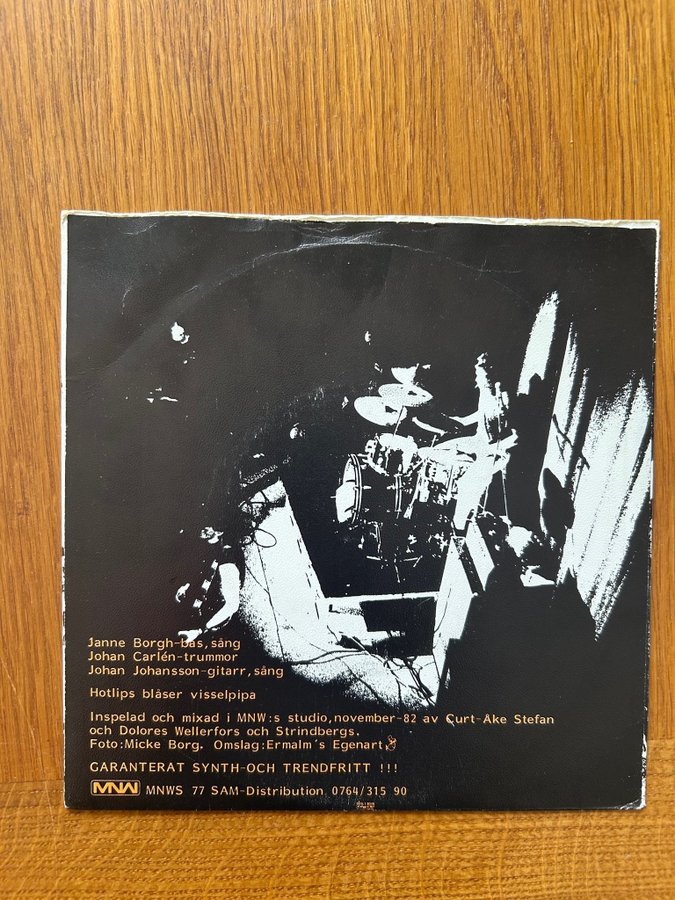 Janne Borgh-bas,sång
Johan Carlén-trummor
Johan Johansson-gitarr,sång
Hotlips blåser visselpipa
Inspelad och mixad i MNW:s studio,november-82 av Curt-Åke Stefan
och Dolores Wellerfors och Strindbergs.
Foto:Micke Borg. Omslag:Ermalm´s Egenart
GARANTERAT SYNTH-OCH TRENDFRITT !!!
MNW MNWS 77 SAM-Distribution 0764/315 90